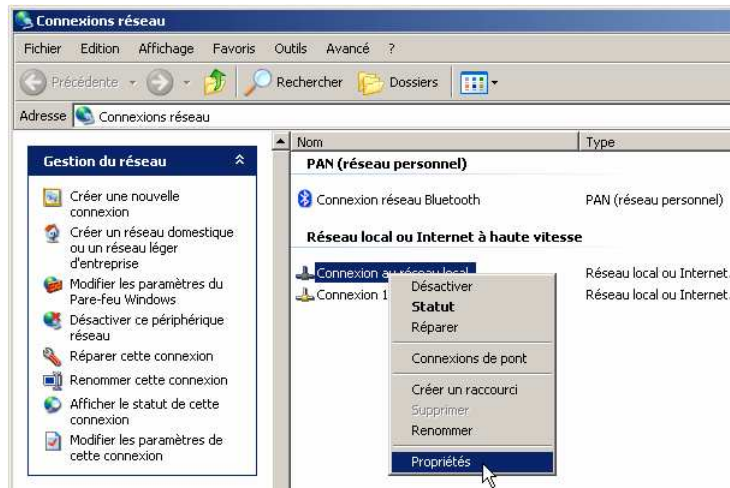 Connexions réseau
Fichier Edition Affichage Favoris Outils Avancé ?
Précédente Rechercher Dossiers
Adresse Connexions réseau
Gestion du réseau
Créer une nouvelle
connexion
Créer un réseau domestique
ou un réseau léger
d'entreprise
Modifier les paramètres du
Pare-feu Windows
Désactiver ce périphérique
réseau
Réparer cette connexion
Renommer cette connexion
Afficher le statut de cette
connexion
Modifier les paramètres de
cette connexion
Nom Type
PAN (réseau personnel)
Connexion réseau Bluetooth PAN (réseau personnel)
Réseau local ou Internet à haute vitesse
Connexion au réseau local Réseau local ou Internet
Connexion 1 Réseau local ou Internet
Désactiver
Statut
Réparer
Connexions de pont
Créer un raccourci
Supprimer
Renommer
Propriétés